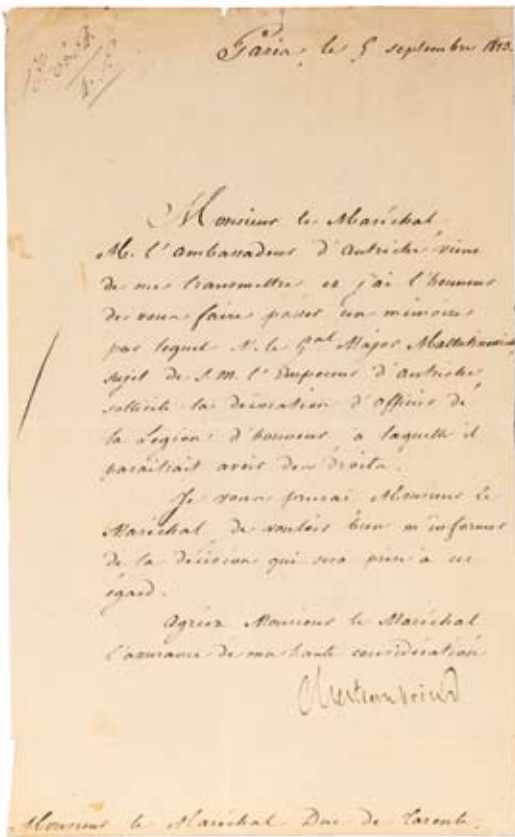 Paris, le 5 septembre
Monsieur le Maréchal
M. l'ambassadeur d'Autriche vient
de me transmettre et j'ai l'honneur
de vous faire passer un mémoire
par lequel M. le Gal Major
sujet de S. M. l'Empereur d'Autriche,
sollicite la décoration d'officier de
la Légion d'honneur, à laquelle il
paraîtrait avoir des droits.
Je vous prierai Monsieur le
Maréchal de vouloir bien m'informer
de la décision qui sera prise à cet
égard.
Agréez Monsieur le Maréchal
l'assurance de ma haute considération
Chateaubriand
Monsieur le Maréchal Duc de Tarente.